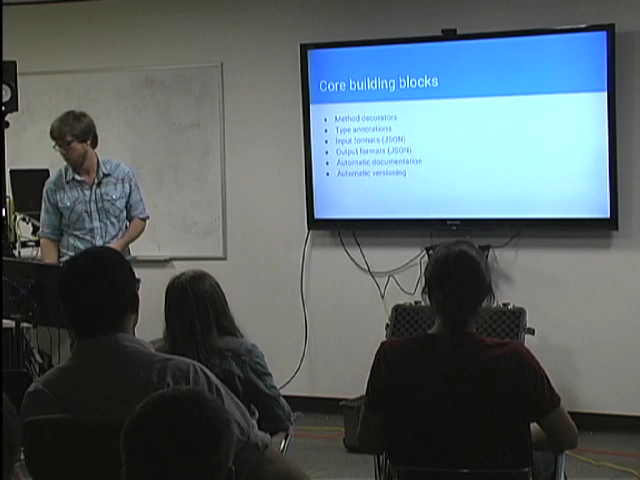 Core building blocks
Method decorators
Type annotations
Input formats (JSON)
Output formats (JSON)
Automatic documentation
Automatic versioning